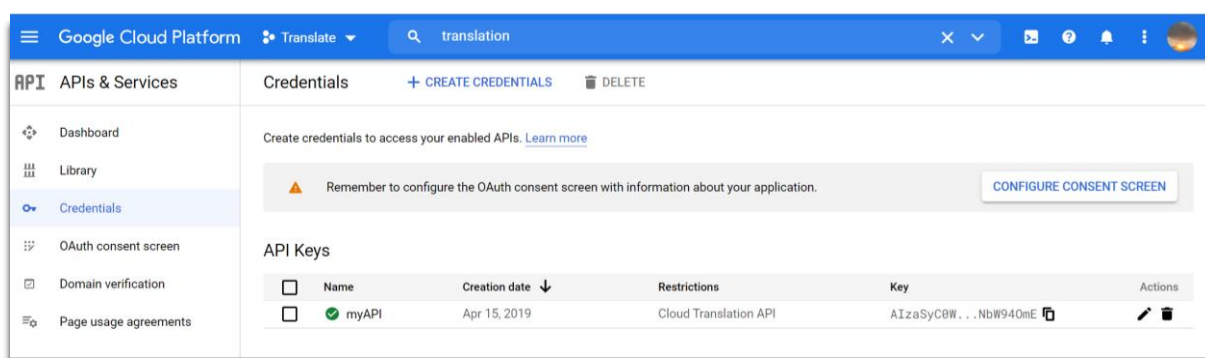 Google Cloud Platform Translate translation
API APIs & Services Credentials + CREATE CREDENTIALS DELETE
Dashboard
Create credentials to access your enabled APIs. Learn more
Library
Remember to configure the OAuth consent screen with information about your application. CONFIGURE CONSENT SCREEN
Credentials
OAuth consent screen
API Keys
Domain verification
Name Creation date Restrictions Key Actions
Page usage agreements
myAPI Apr 15, 2019 Cloud Translation API AIzaSyC0W...NbW94OmE